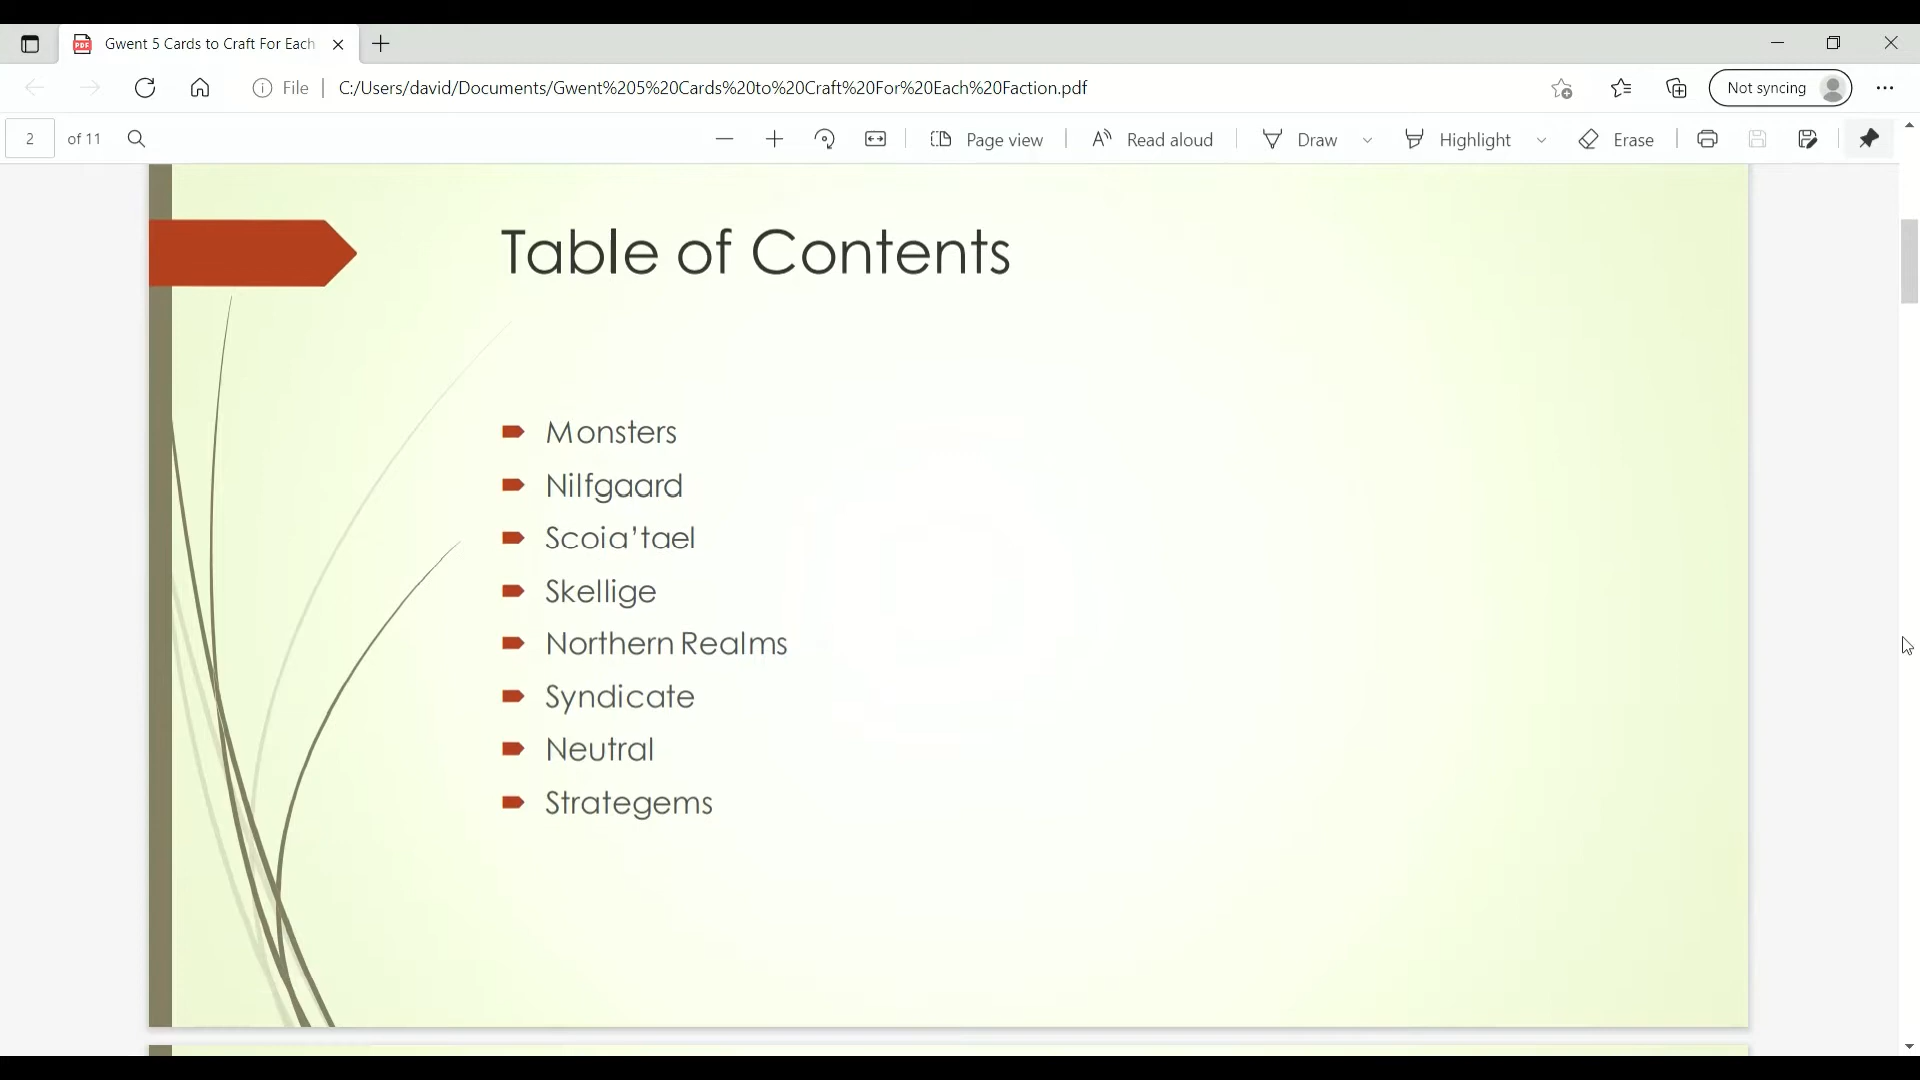 Gwent 5 Cards to Craft For Each
File
C:/Users/david/Documents/Gwent%205%20Cards%20to%20Craft%20For%20Each%20Faction.pdf
Not syncing
2 of 11
Page view
Read aloud
Draw
Highlight
Erase
Table of Contents
Monsters
Nilfgaard
Scoia’tael
Skellige
Northern Realms
Syndicate
Neutral
Strategems